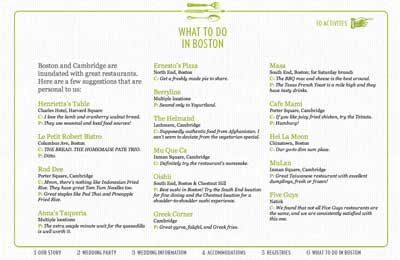 WHAT TO DO
IN BOSTON
TO ACTIVITES
Boston and Cambridge are
inundated with great restaurants.
Here are a few suggestions that are
personal to us:
Henrietta's Table
Charles Hotel, Harvard Square
C: I love the lamb and cranberry walnut bread.
P: They use seasonal and local food sources!
Le Petit Robert Bistro
Columbus Ave, Boston
C: THE BREAD. THE HOMEMADE PATE TRIO.
P: Ditto.
Rod Dee
Porter Square, Cambridge
C: Mmm, there's nothing like Indonesian Fried
Rice. They have great Tom Yum Noodles too.
P: Great staples like Pad Thai and Pineapple
Fried Rice.
Anna's Taqueria
Multiple locations
P: The extra couple minute wait for the quesadilla
is well worth it.
Ernesto's Pizza
North End, Boston
C: Get a freshly made pie to share.
Berryline
Multiple locations
P: Second only to Yogurtland.
The Helmand
Lechmere, Cambridge
C: Supposedly authentic food from Afghanistan. I
can't seem to deviate from the vegetarian special.
Mu Que Ca
Inman Square, Cambridge
C: Definitely try the restaurant's namesake.
Oishii
South End, Boston & Chestnut Hill
P: Best sushi in Boston! Try the South End location
for fine dining and the Chestnut location for a
shoulder-to-shoulder sushi experience.
Greek Corner
Cambridge
P: Great gyros, falafel, and Greek fries.
Masa
South End, Boston; for Saturday brunch
C: The BBQ mac and cheese is the best around.
P: The Texas French Toast is a mile high and they
have tasty drinks.
Cafe Mami
Porter Square, Cambridge
C: If you like juicy fried chicken, try the Teitato.
P: Hamburg!
Hei La Moon
Chinatown, Boston
C: Our go-to dim sum place.
MuLan
Inman Square, Cambridge
P: Great Taiwanese restaurant with excellent
dumplings, fresh or frozen!
Five Guys
Natick
C: We found that not all Five Guys restaurants are
the same, and we are consistently satisfied with
this one.
1 OUR STORY 2 WEDDING PARTY 3 WEDDING INFORMATION 4 ACCOMMODATIONS 5 REGISTRIES 6 WHAT TO DO IN BOSTON